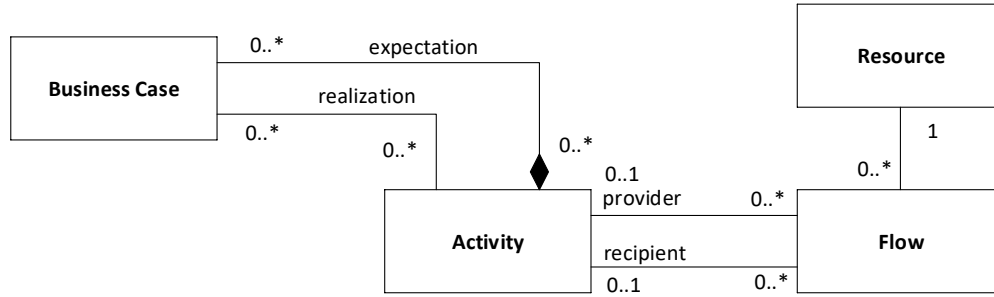 0..*
expectation
Business Case
realization
0..*
0..*
0..*
0..1
provider
0..*
Activity
recipient
0..1
0..*
Resource
1
0..*
Flow